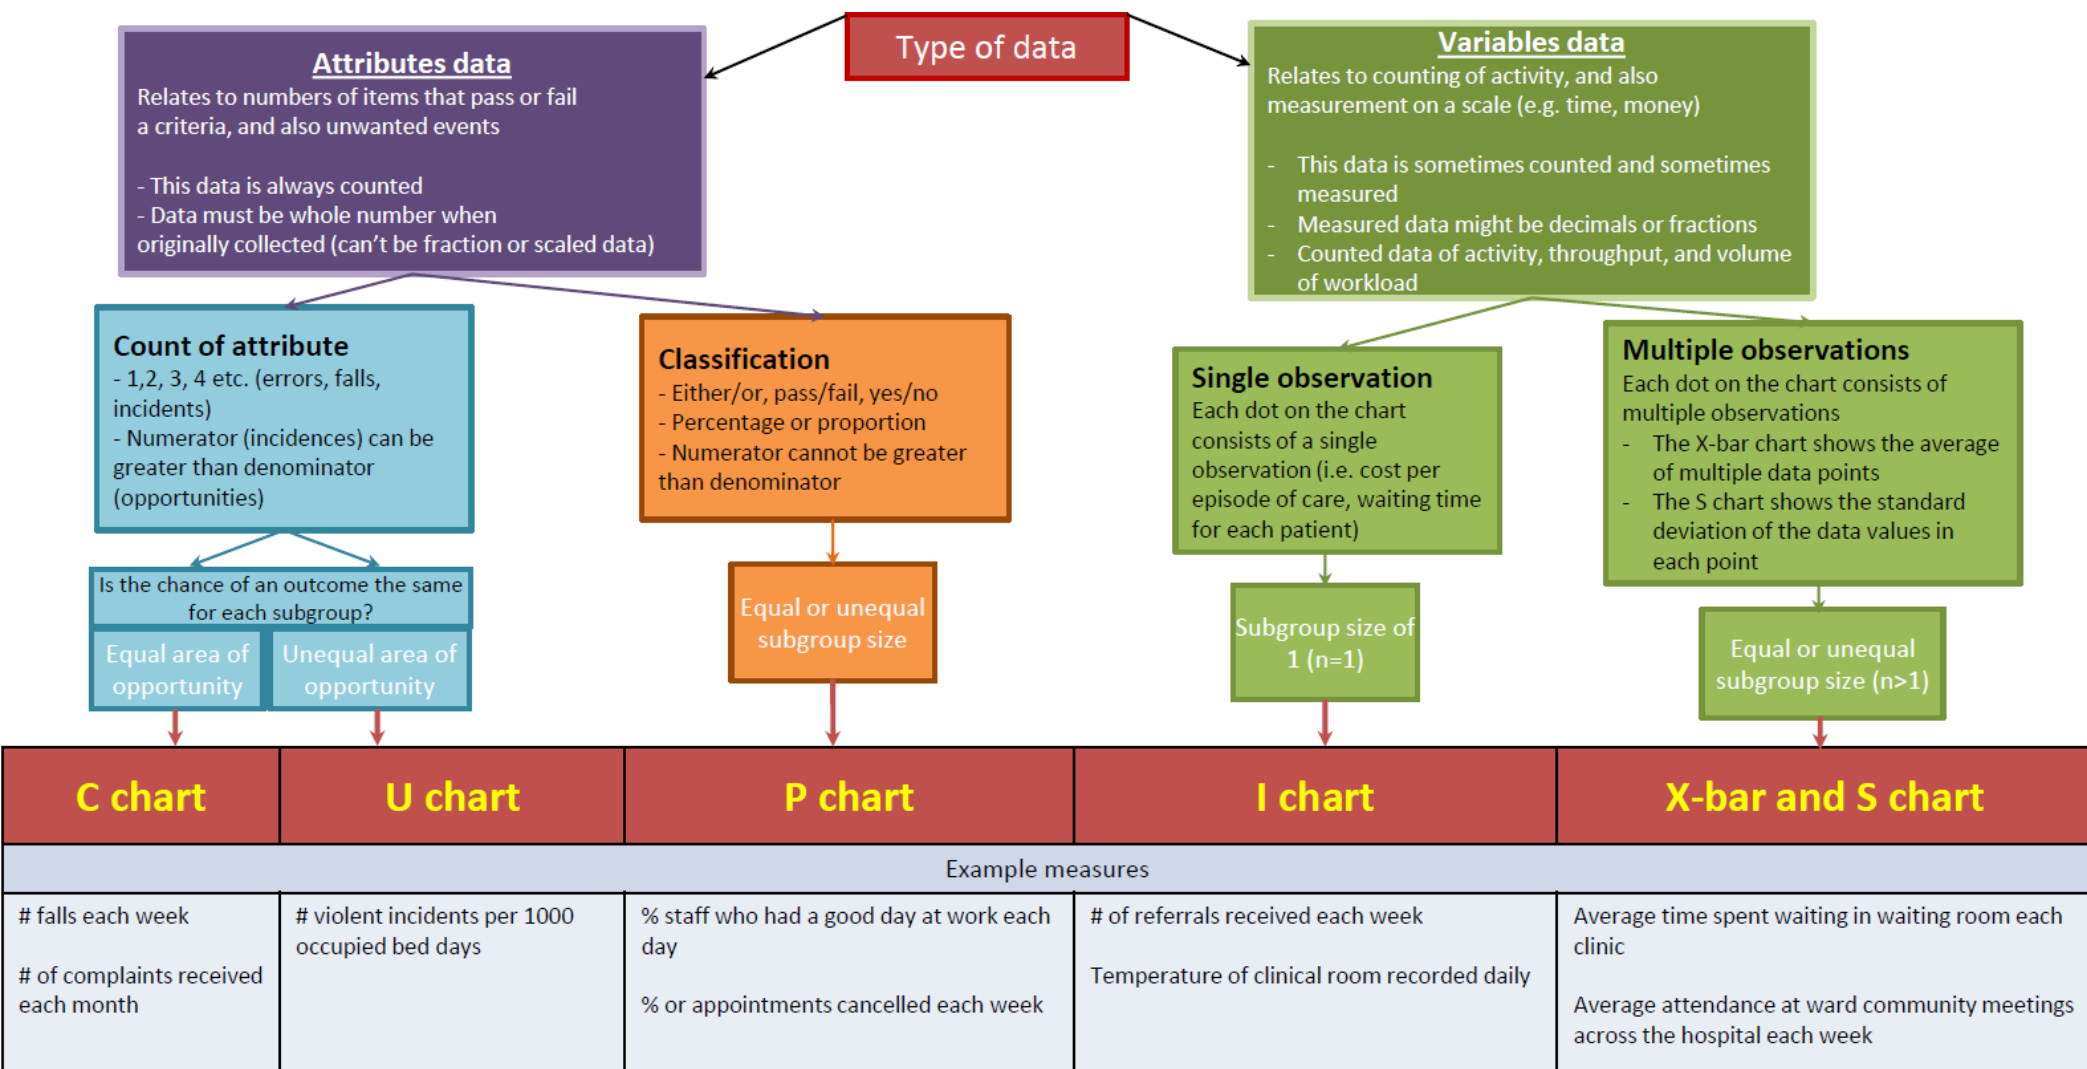 Type of data
Attributes data
Relates to numbers of items that pass or fail
a criteria, and also unwanted events
- This data is always counted
- Data must be whole number when
originally collected (can't be fraction or scaled data)
Variables data
Relates to counting of activity, and also
measurement on a scale (e.g. time, money)
- This data is sometimes counted and sometimes
measured
- Measured data might be decimals or fractions
- Counted data of activity, throughput, and volume
of workload
Count of attribute
- 1,2, 3, 4 etc. (errors, falls,
incidents)
- Numerator (incidences) can be
greater than denominator
(opportunities)
Classification
- Either/or, pass/fail, yes/no
- Percentage or proportion
- Numerator cannot be greater
than denominator
Single observation
Each dot on the chart
consists of a single
observation (i.e. cost per
episode of care, waiting time
for each patient)
Multiple observations
Each dot on the chart consists of
multiple observations
- The X-bar chart shows the average
of multiple data points
- The S chart shows the standard
deviation of the data values in
each point
Is the chance of an outcome the same
for each subgroup?
Equal area of
opportunity
Unequal area of
opportunity
Equal or unequal
subgroup size
Subgroup size of
1 (n=1)
Equal or unequal
subgroup size (n>1)
C chart
U chart
P chart
I chart
X-bar and S chart
Example measures
# falls each week
# of complaints received
each month
# violent incidents per 1000
occupied bed days
% staff who had a good day at work each
day
% or appointments cancelled each week
# of referrals received each week
Temperature of clinical room recorded daily
Average time spent waiting in waiting room each
clinic
Average attendance at ward community meetings
across the hospital each week